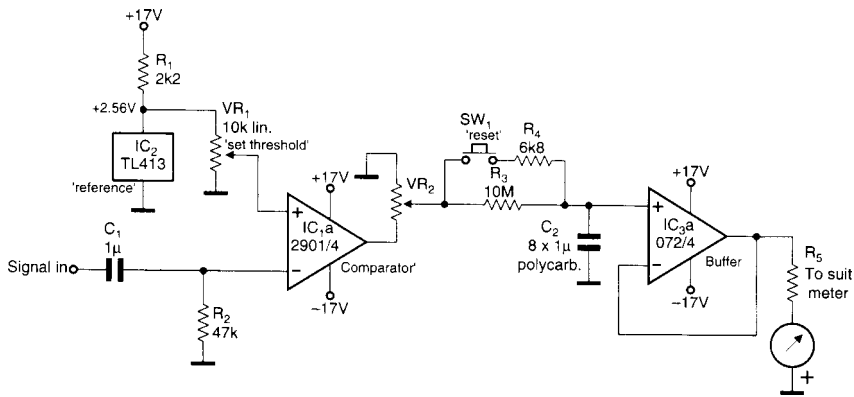 +17V
R1
2k2
+2.56V
IC2
TL413
'reference'
VR1
10k lin.
'set threshold'
C1
1µ
Signal in
R2
47k
+17V
+
IC1a
2901/4
−
Comparator'
−17V
VR2
SW1
'reset'
R4
6k8
R3
10M
C2
8 x 1µ
polycarb.
+17V
+
IC3a
072/4
−
Buffer
−17V
R5
To suit
meter
+